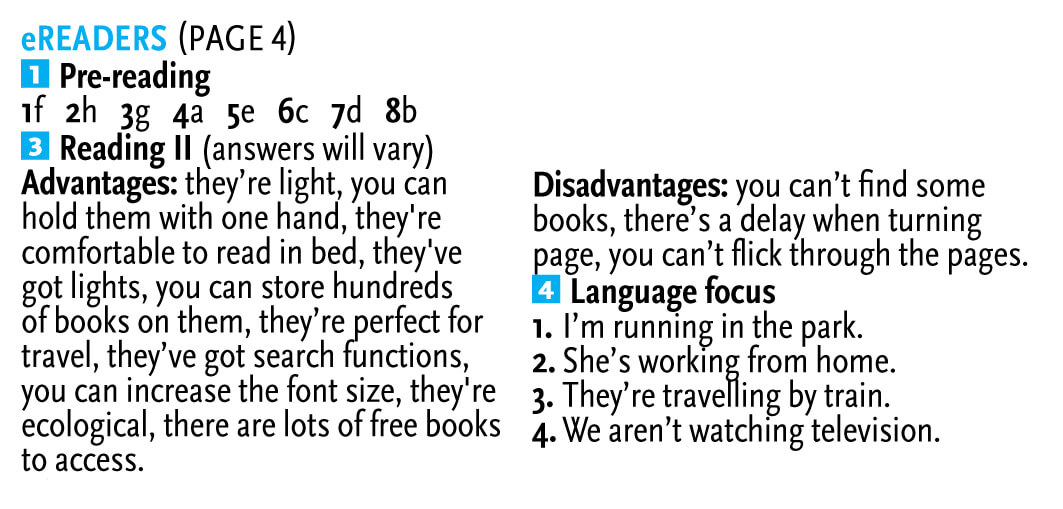 eREADERS (PAGE 4)
1 Pre-reading
1f 2h 3g 4a 5e 6c 7d 8b
3 Reading II (answers will vary)
Advantages: they're light, you can
hold them with one hand, they're
comfortable to read in bed, they've
got lights, you can store hundreds
of books on them, they're perfect for
travel, they've got search functions,
you can increase the font size, they're
ecological, there are lots of free books
to access.
Disadvantages: you can't find some
books, there's a delay when turning
page, you can't flick through the pages.
4 Language focus
1. I'm running in the park.
2. She's working from home.
3. They're travelling by train.
4. We aren't watching television.